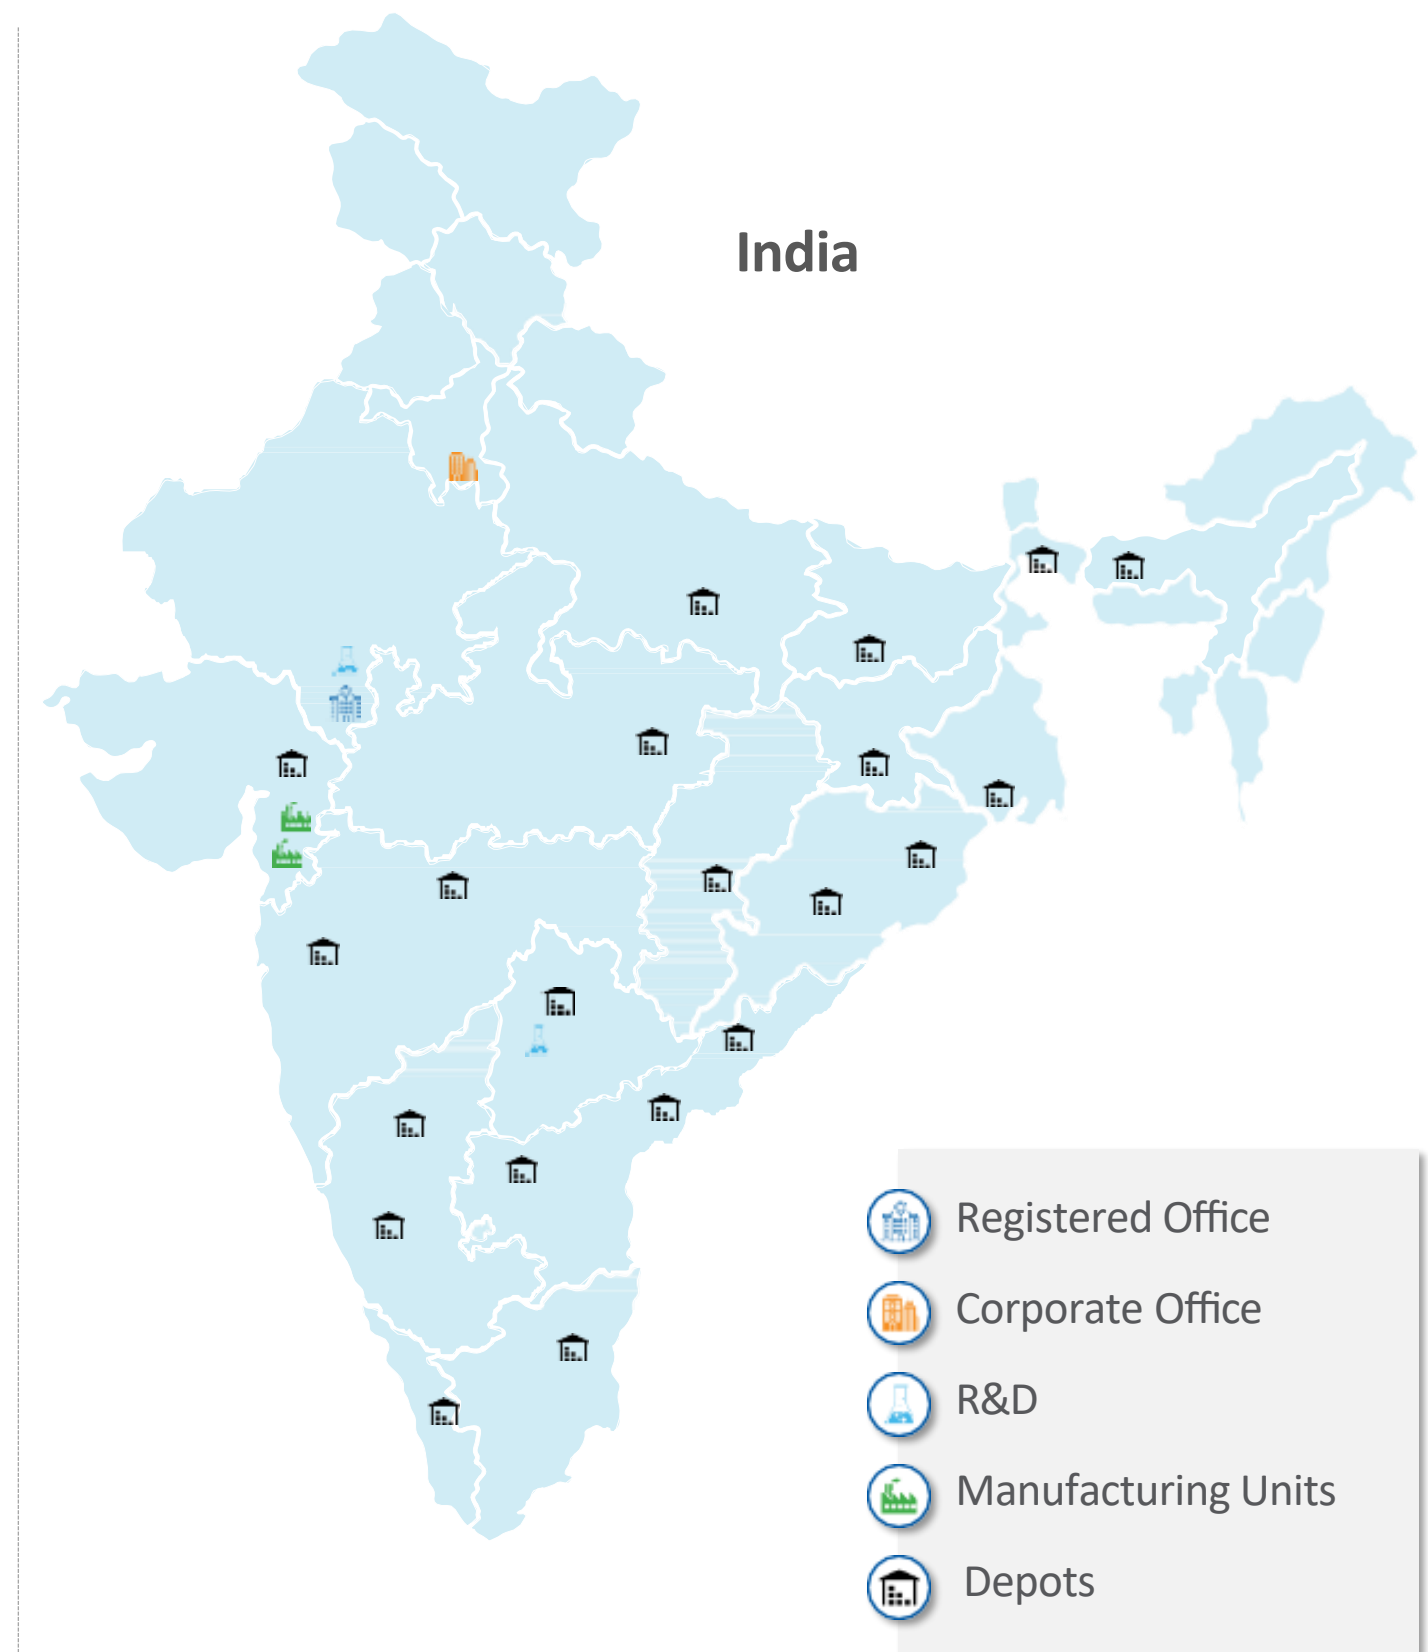 India
Registered Office
Corporate Office
R&D
Manufacturing Units
Depots